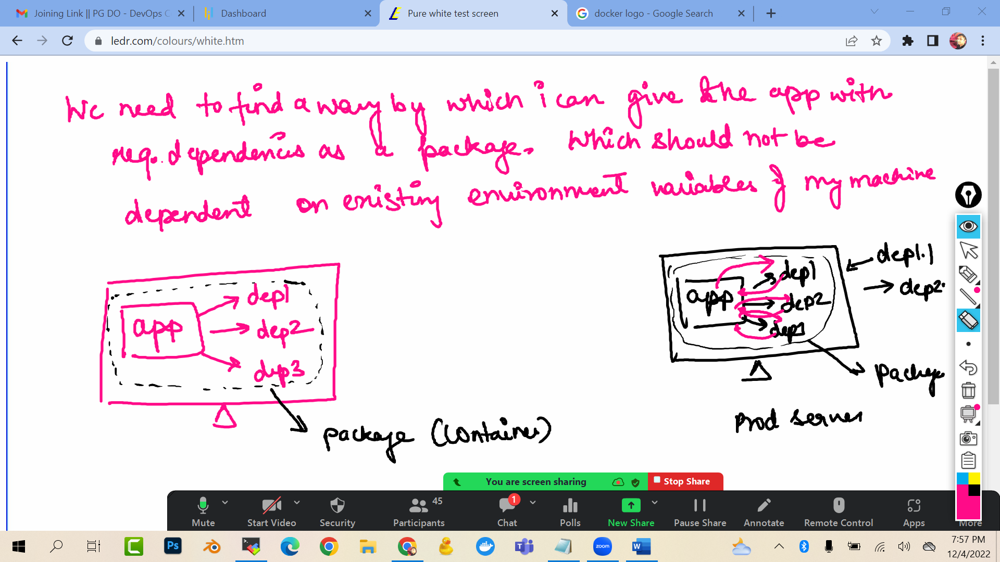 Joining Link || PG DO - DevOps C
Dashboard
Pure white test screen
docker logo - Google Search
ledr.com/colours/white.htm
We need to find a way by which i can give the app with
req. dependencies as a package. Which should not be
dependent on existing environment variables of my machine
app
dep1
dep2
dep3
package (Container)
app
dep1
dep2
dep1
dep1.1
dep2.
Package
Prod server
You are screen sharing
Stop Share
Mute
Start Video
Security
45
Participants
1
Chat
Polls
New Share
Pause Share
Annotate
Remote Control
Apps
More
Ps
T
zoom
W
7:57 PM
12/4/2022